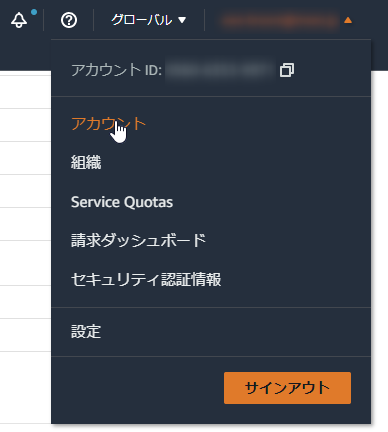 グローバル
アカウント ID:
アカウント
組織
Service Quotas
請求ダッシュボード
セキュリティ認証情報
設定
サインアウト